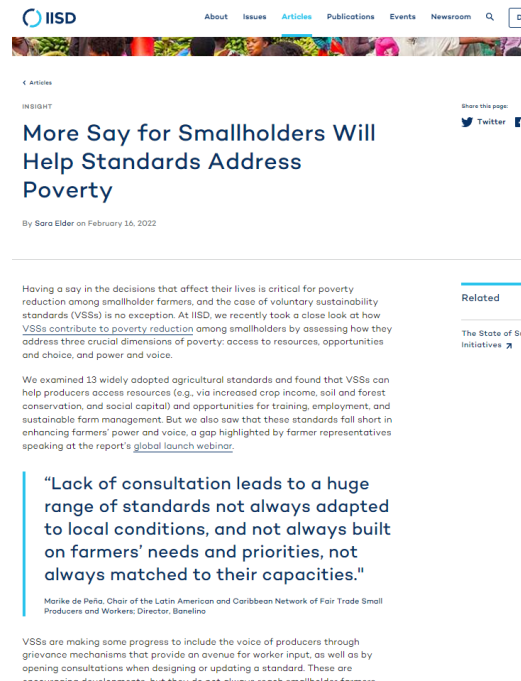 IISD
About Issues Articles Publications Events Newsroom
Articles
INSIGHT
Share this page:
Twitter
More Say for Smallholders Will
Help Standards Address
Poverty
By Sara Elder on February 16, 2022
Having a say in the decisions that affect their lives is critical for poverty
reduction among smallholder farmers, and the case of voluntary sustainability
standards (VSSs) is no exception. At IISD, we recently took a close look at how
VSSs contribute to poverty reduction among smallholders by assessing how they
address three crucial dimensions of poverty: access to resources, opportunities
and choice, and power and voice.
Related
The State of
Initiatives
We examined 13 widely adopted agricultural standards and found that VSSs can
help producers access resources (e.g., via increased crop income, soil and forest
conservation, and social capital) and opportunities for training, employment, and
sustainable farm management. But we also saw that these standards fall short in
enhancing farmers' power and voice, a gap highlighted by farmer representatives
speaking at the report's global launch webinar.
“Lack of consultation leads to a huge
range of standards not always adapted
to local conditions, and not always built
on farmers’ needs and priorities, not
always matched to their capacities."
Marike de Peña, Chair of the Latin American and Caribbean Network of Fair Trade Small
Producers and Workers; Director, Banelino
VSSs are making some progress to include the voice of producers through
grievance mechanisms that provide an avenue for worker input, as well as by
opening consultations when designing or updating a standard. These are
encouraging developments, but they do not always reach smallholder farmers